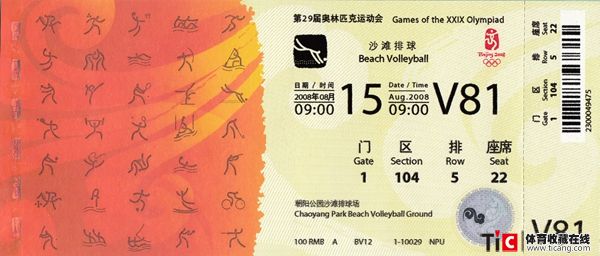 第29届奥林匹克运动会 Games of the XXIX Olympiad
沙滩排球
Beach Volleyball
Beijing 2008
日期 / 时间
2008年08月
09:00
15
Date / Time
Aug.2008
09:00
V81
门 区 排 座席
Gate Section Row Seat
1 104 5 22
朝阳公园沙滩排球场
Chaoyang Park Beach Volleyball Ground
100 RMB A BV12 1-10029 NPU
座席 Seat 22
排 Row 5
区 Section 104
门 Gate 1
2300049475
V81
TiC 体育收藏在线
www.ticang.com